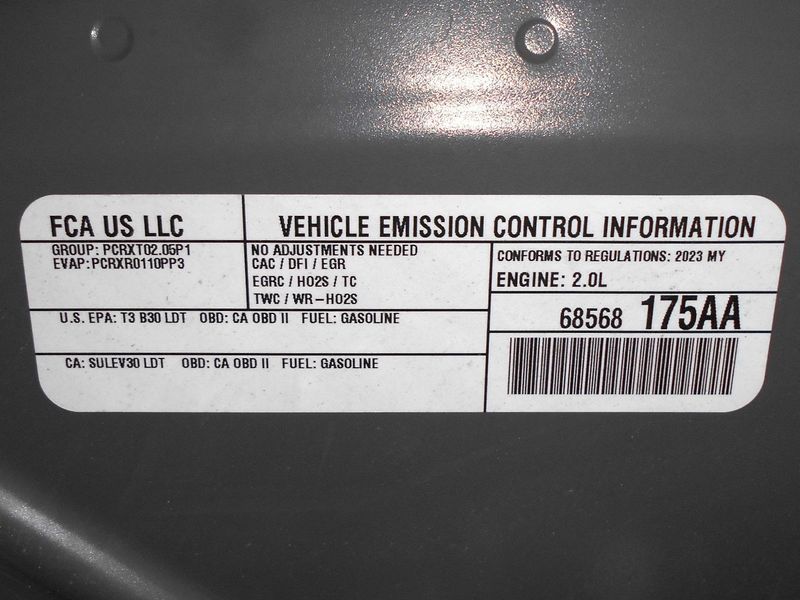 FCA US LLC
VEHICLE EMISSION CONTROL INFORMATION
GROUP: PCRXT02.05P1
EVAP: PCRXR0110PP3
NO ADJUSTMENTS NEEDED
CAC / DFI / EGR
EGRC / HO2S / TC
TWC / WR-HO2S
CONFORMS TO REGULATIONS: 2023 MY
ENGINE: 2.0L
U.S. EPA: T3 B30 LDT OBD: CA OBD II FUEL: GASOLINE
68568 175AA
CA: SULEV30 LDT OBD: CA OBD II FUEL: GASOLINE